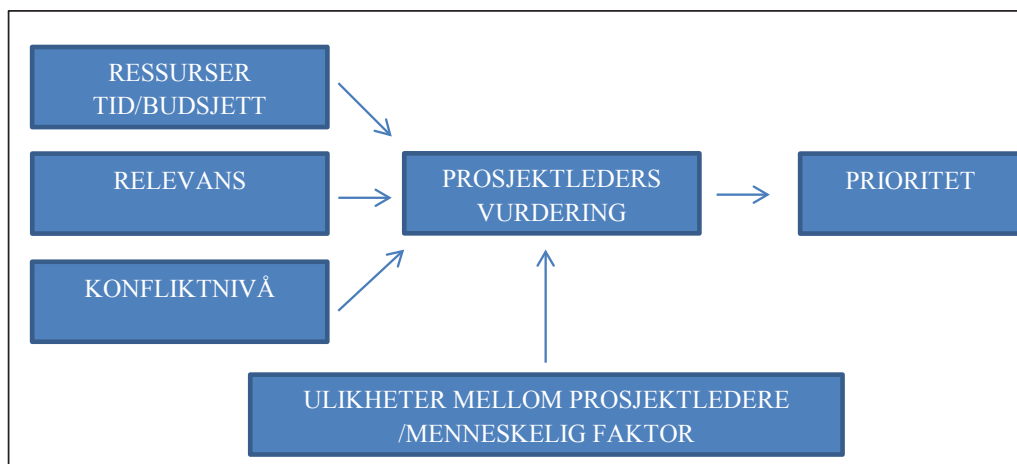 RESSURSER
TID/BUDSJETT
RELEVANS
KONFLIKTNIVÅ
PROSJEKTLEDERS
VURDERING
PRIORITET
ULIKHETER MELLOM PROSJEKTLEDERE
/MENNESKELIG FAKTOR